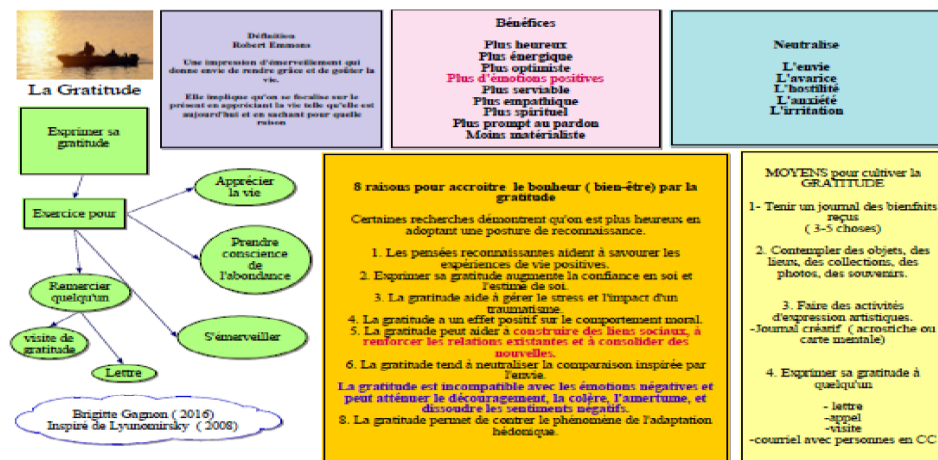 La Gratitude
Définition
Robert Emmons
Une impression d'émerveillement qui
donne envie de rendre grâce et de goûter la
vie.
Elle implique qu'on se focalise sur le
présent en appréciant la vie telle qu'elle est
aujourd'hui et en sachant pour quelle
raison
Bénéfices
Plus heureux
Plus énergique
Plus optimiste
Plus d'émotions positives
Plus serviable
Plus empathique
Plus spirituel
Plus prompt au pardon
Moins matérialiste
Neutralise
L'envie
L'avarice
L'hostilité
L'anxiété
L'irritation
Exprimer sa
gratitude
Exercice pour
Apprécier
la vie
Prendre
conscience
de
l'abondance
Remercier
quelqu'un
S'émerveiller
visite de
gratitude
Lettre
Brigitte Gagnon ( 2016)
Inspiré de Lyunomirsky ( 2008)
8 raisons pour accroitre le bonheur ( bien-être) par la
gratitude
Certaines recherches démontrent qu'on est plus heureux en
adoptant une posture de reconnaissance.
1. Les pensées reconnaissantes aident à savourer les
expériences de vie positives.
2. Exprimer sa gratitude augmente la confiance en soi et
l'estime de soi.
3. La gratitude aide à gérer le stress et l'impact d'un
traumatisme.
4. La gratitude a un effet positif sur le comportement moral.
5. La gratitude peut aider à construire des liens sociaux, à
renforcer les relations existantes et à consolider des
nouvelles.
6. La gratitude tend à neutraliser la comparaison inspirée par
l'envie.
La gratitude est incompatible avec les émotions négatives et
peut atténuer le découragement, la colère, l'amertume, et
dissoudre les sentiments négatifs.
8. La gratitude permet de contrer le phénomène de l'adaptation
hédonique.
MOYENS pour cultiver la
GRATITUDE
1- Tenir un journal des bienfaits
reçus
( 3-5 choses)
2. Contempler des objets, des
lieux, des collections, des
photos, des souvenirs.
3. Faire des activités
d'expression artistiques.
-Journal créatif ( acrostiche ou
carte mentale)
4. Exprimer sa gratitude à
quelqu'un
- lettre
- appel
- visite
-courriel avec personnes en CC